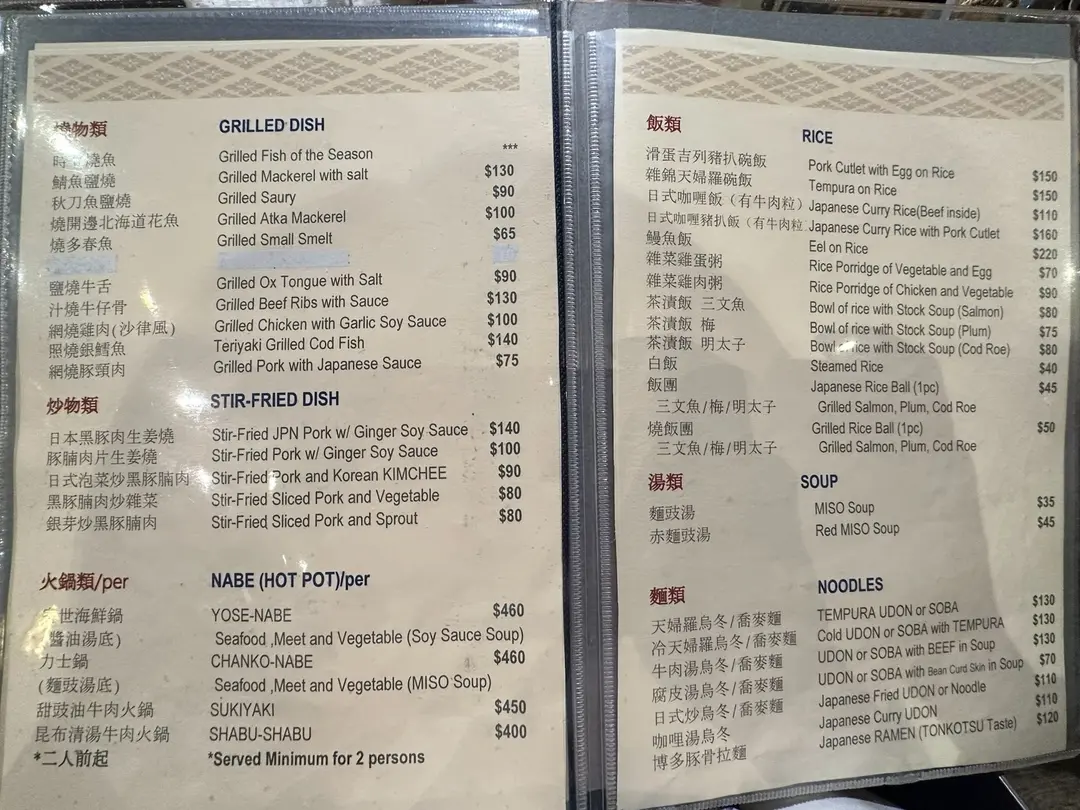 燒物類 GRILLED DISH
時令燒魚 Grilled Fish of the Season ***
鯖魚鹽燒 Grilled Mackerel with salt $130
秋刀魚鹽燒 Grilled Saury $90
燒開邊北海道花魚 Grilled Atka Mackerel $100
燒多春魚 Grilled Small Smelt $65
鹽燒牛舌 Grilled Ox Tongue with Salt $90
汁燒牛仔骨 Grilled Beef Ribs with Sauce $130
網燒雞肉(沙律風) Grilled Chicken with Garlic Soy Sauce $100
照燒銀鱈魚 Teriyaki Grilled Cod Fish $140
網燒豚頸肉 Grilled Pork with Japanese Sauce $75
炒物類 STIR-FRIED DISH
日本黑豚肉生姜燒 Stir-Fried JPN Pork w/ Ginger Soy Sauce $140
豚腩肉片生姜燒 Stir-Fried Pork w/ Ginger Soy Sauce $100
日式泡菜炒黑豚腩肉 Stir-Fried Pork and Korean KIMCHEE $90
黑豚腩肉炒雜菜 Stir-Fried Sliced Pork and Vegetable $80
銀芽炒黑豚腩肉 Stir-Fried Sliced Pork and Sprout $80
火鍋類/per NABE (HOT POT)/per
世海鮮鍋 YOSE-NABE $460
醬油湯底) Seafood ,Meet and Vegetable (Soy Sauce Soup)
力士鍋 CHANKO-NABE $460
(麵豉湯底) Seafood ,Meet and Vegetable (MISO Soup)
甜豉油牛肉火鍋 SUKIYAKI $450
昆布清湯牛肉火鍋 SHABU-SHABU $400
*二人前起 *Served Minimum for 2 persons
飯類 RICE
滑蛋吉列豬扒碗飯 Pork Cutlet with Egg on Rice $150
雜錦天婦羅碗飯 Tempura on Rice $150
日式咖喱飯（有牛肉粒） Japanese Curry Rice(Beef inside) $110
日式咖喱豬扒飯（有牛肉粒 Japanese Curry Rice with Pork Cutlet $160
鰻魚飯 Eel on Rice $220
雜菜雞蛋粥 Rice Porridge of Vegetable and Egg $70
雜菜雞肉粥 Rice Porridge of Chicken and Vegetable $90
茶漬飯 三文魚 Bowl of rice with Stock Soup (Salmon) $80
茶漬飯 梅 Bowl of rice with Stock Soup (Plum) $75
茶漬飯 明太子 Bowl of rice with Stock Soup (Cod Roe) $80
白飯 Steamed Rice $40
飯團 Japanese Rice Ball (1pc) $45
三文魚/梅/明太子 Grilled Salmon, Plum, Cod Roe
燒飯團 Grilled Rice Ball (1pc) $50
三文魚/梅/明太子 Grilled Salmon, Plum, Cod Roe
湯類 SOUP
麵豉湯 MISO Soup $35
赤麵豉湯 Red MISO Soup $45
麵類 NOODLES
天婦羅烏冬/喬麥麵 TEMPURA UDON or SOBA $130
冷天婦羅烏冬/喬麥麵 Cold UDON or SOBA with TEMPURA $130
牛肉湯烏冬/喬麥麵 UDON or SOBA with BEEF in Soup $130
腐皮湯烏冬/喬麥麵 UDON or SOBA with Bean Curd Skin in Soup $70
日式炒烏冬/喬麥麵 Japanese Fried UDON or Noodle $110
咖哩湯烏冬 Japanese Curry UDON $110
博多豚骨拉麵 Japanese RAMEN (TONKOTSU Taste) $120